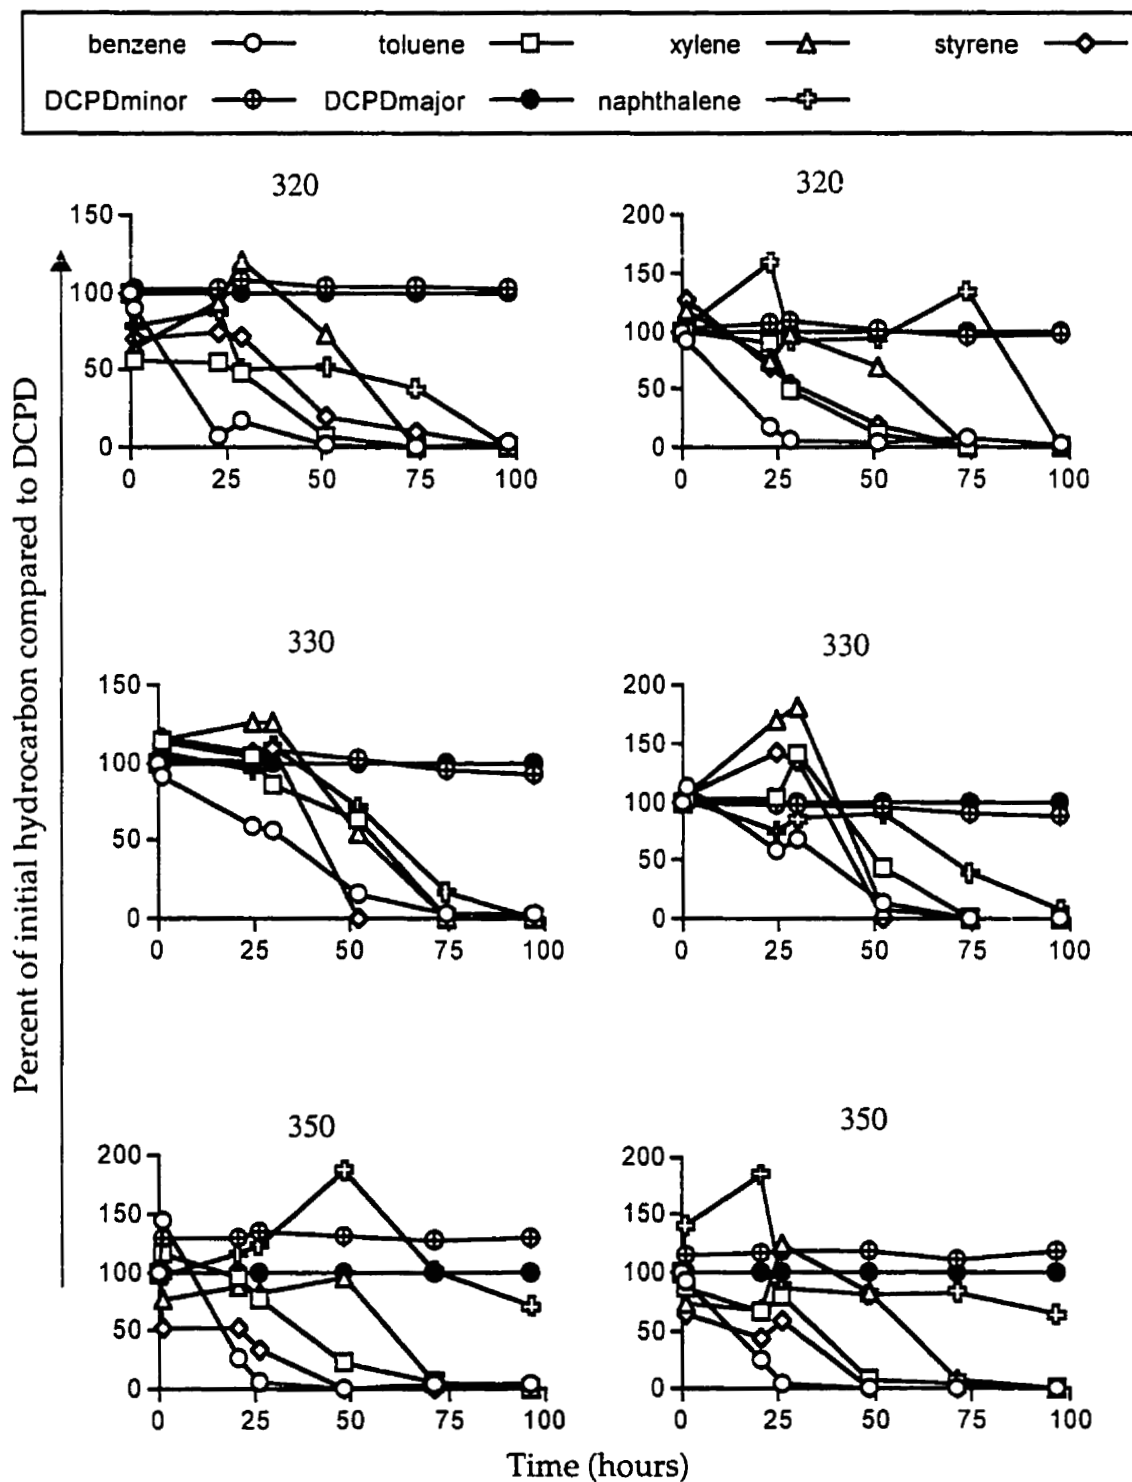 benzene toluene xylene styrene
DCPDminor DCPDmajor naphthalene
320 320
150 200
100 150
50 100
0 50
0
0 25 50 75 100 0 25 50 75 100
330 330
150 200
100 150
50 100
0 50
0
0 25 50 75 100 0 25 50 75 100
350 350
200 200
150 150
100 100
50 50
0 0
0 25 50 75 100 0 25 50 75 100
Percent of initial hydrocarbon compared to DCPD
Time (hours)